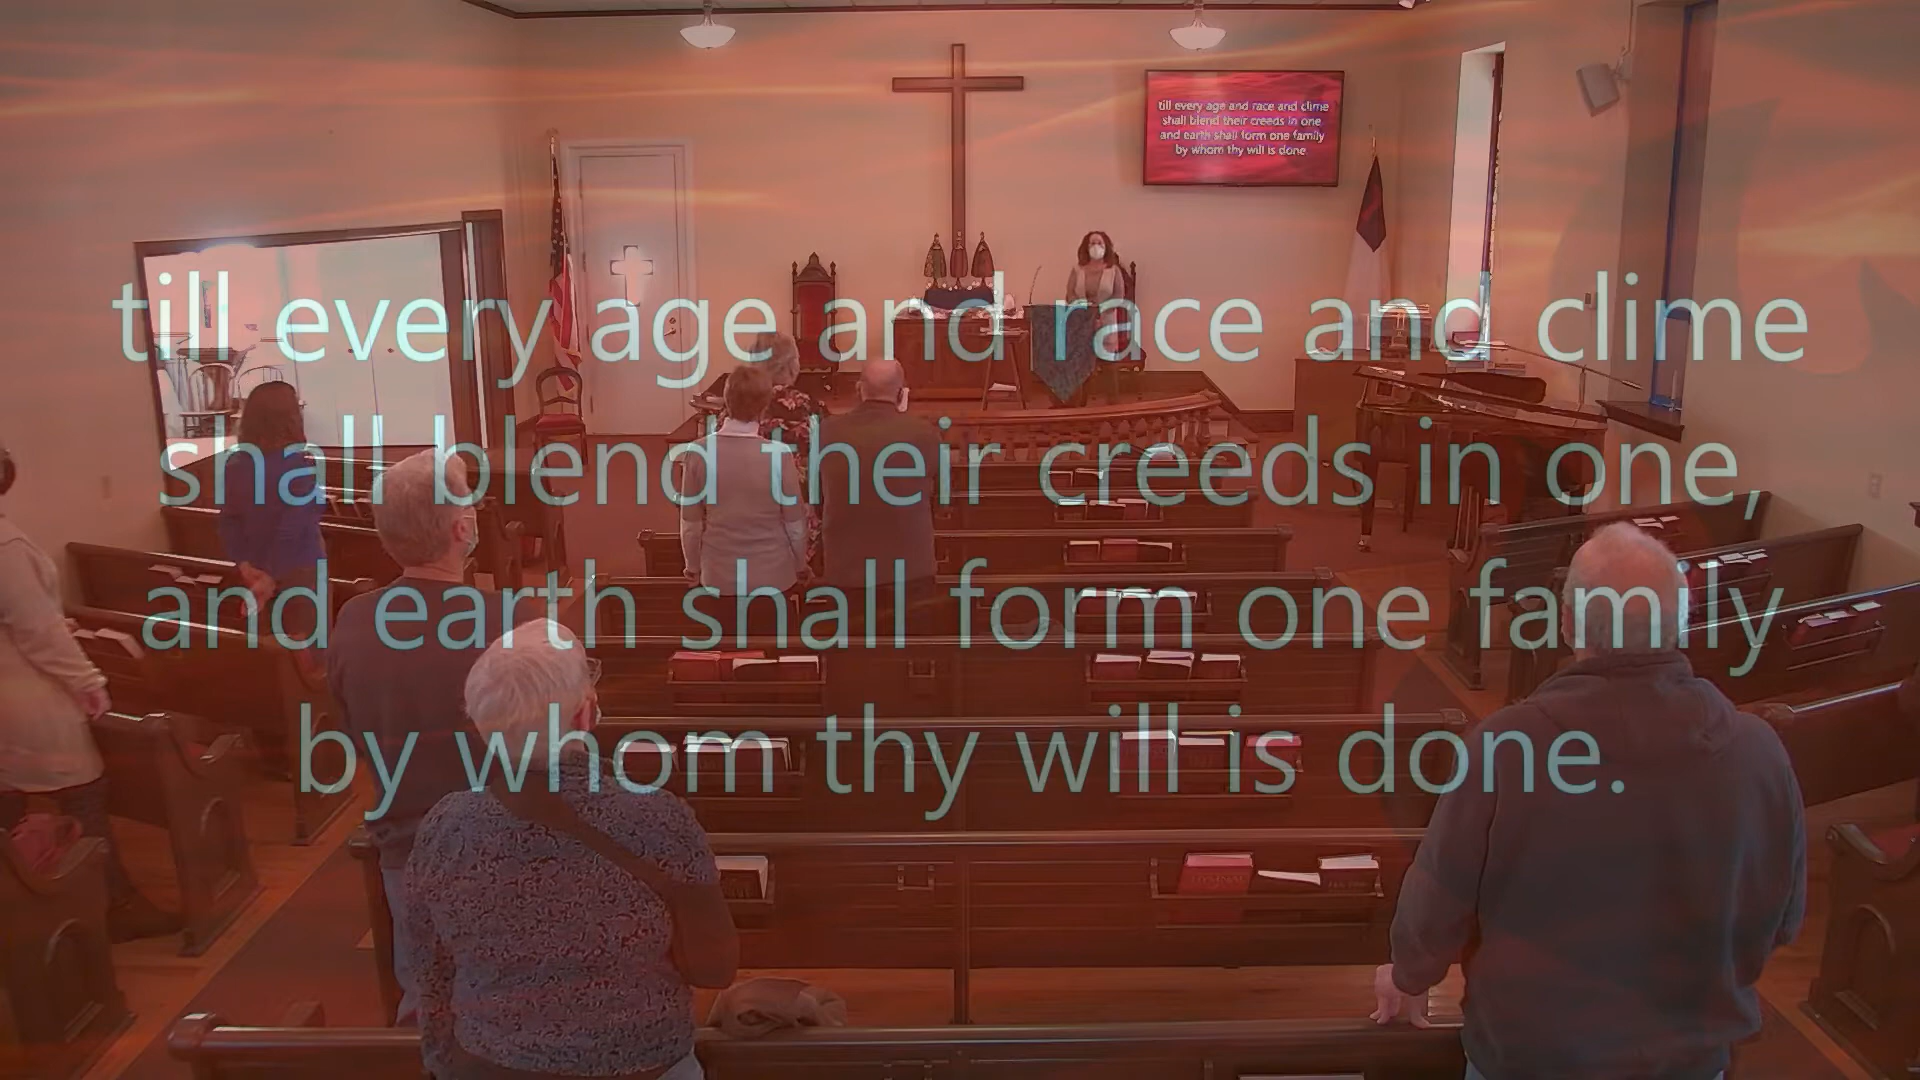 till every age and race and clime
shall blend their creeds in one,
and earth shall form one family
by whom thy will is done.
till every age and race and clime
shall blend their creeds in one,
and earth shall form one family
by whom thy will is done.
HYMNAL